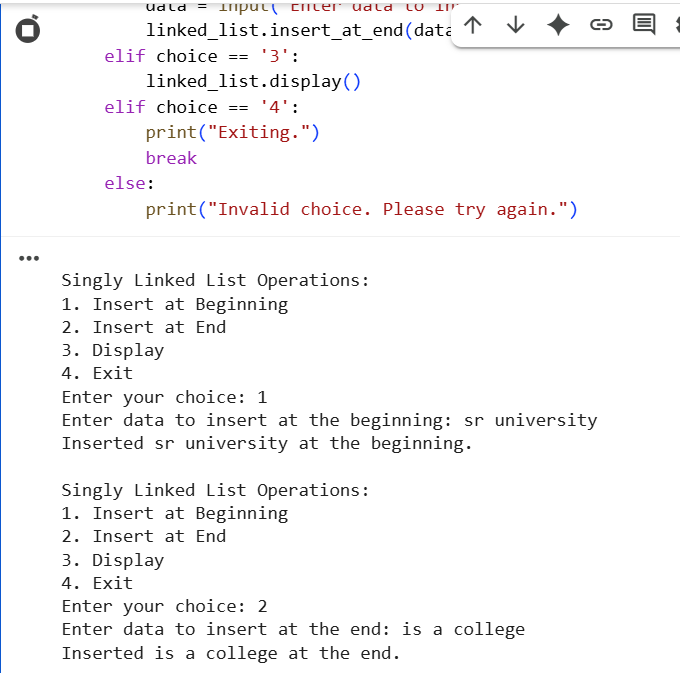 data = input("Enter data to in
linked_list.insert_at_end(data
elif choice == '3':
linked_list.display()
elif choice == '4':
print("Exiting.")
break
else:
print("Invalid choice. Please try again.")
Singly Linked List Operations:
1. Insert at Beginning
2. Insert at End
3. Display
4. Exit
Enter your choice: 1
Enter data to insert at the beginning: sr university
Inserted sr university at the beginning.
Singly Linked List Operations:
1. Insert at Beginning
2. Insert at End
3. Display
4. Exit
Enter your choice: 2
Enter data to insert at the end: is a college
Inserted is a college at the end.